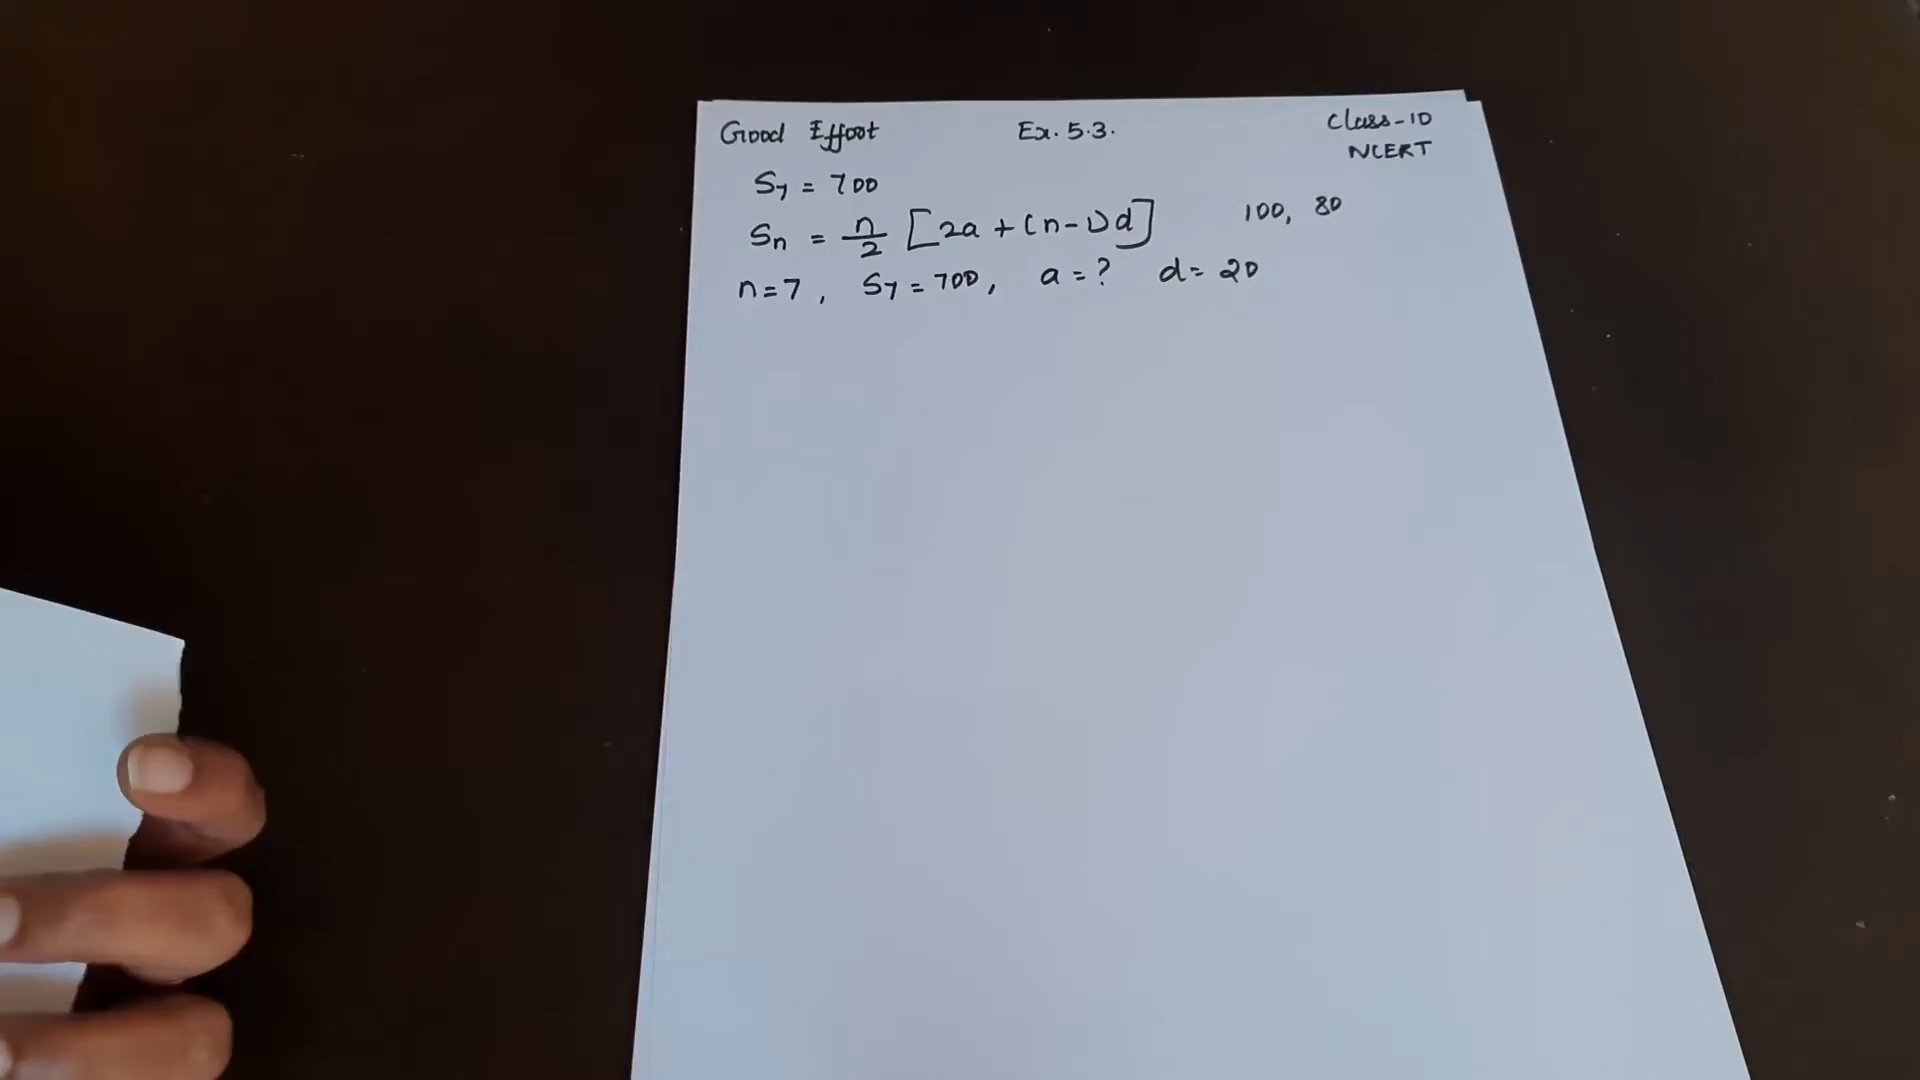 Good Effort Ex. 5.3. Class-10
NCERT
S₇ = 700
Sn = n/2 [2a + (n-1)d] 100, 80
n=7, S₇ = 700, a = ? d = 20